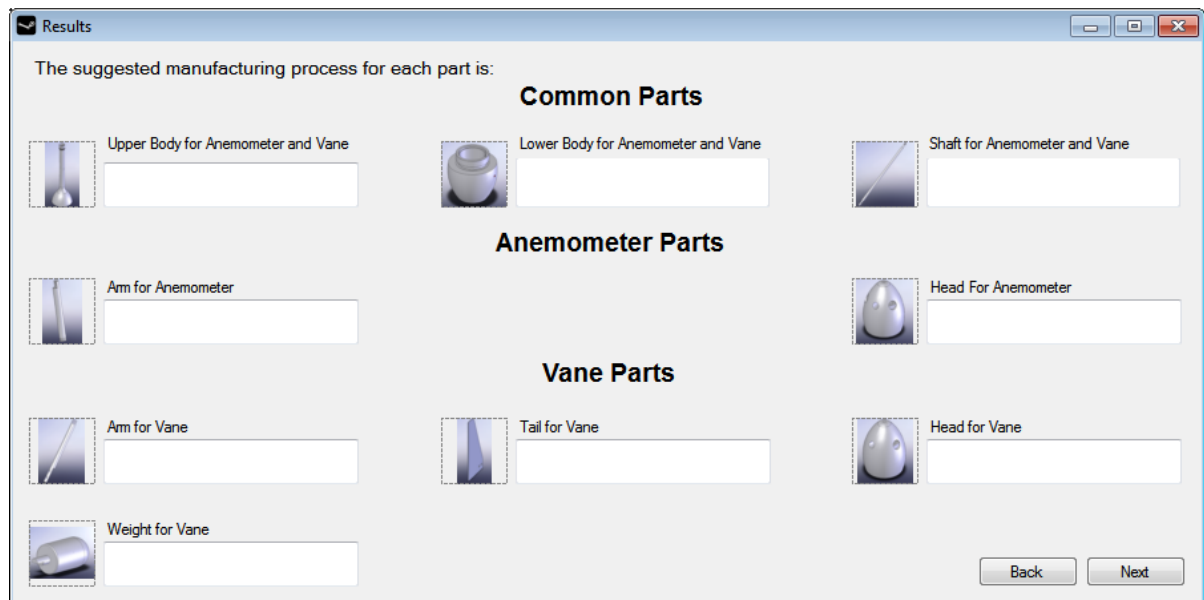 Results
The suggested manufacturing process for each part is:
Common Parts
Upper Body for Anemometer and Vane
Lower Body for Anemometer and Vane
Shaft for Anemometer and Vane
Anemometer Parts
Arm for Anemometer
Head For Anemometer
Vane Parts
Arm for Vane
Tail for Vane
Head for Vane
Weight for Vane
Back
Next